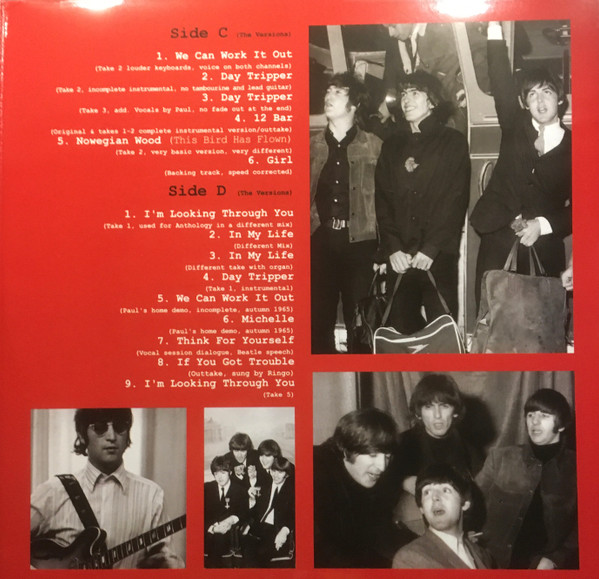 Side C (The Versions)
1. We Can Work It Out
(Take 2 louder keyboards, voice on both channels)
2. Day Tripper
(Take 2, incomplete instrumental, no tambourine and lead guitar)
3. Day Tripper
(Take 3, add. Vocals by Paul, no fade out at the end)
4. 12 Bar
(Original & takes 1-2 complete instrumental version/outtake)
5. Nowegian Wood (This Bird Has Flown)
(Take 2, very basic version, very different)
6. Girl
(Backing track, speed corrected)
Side D (The Versions)
1. I'm Looking Through You
(Take 1, used for Anthology in a different mix)
2. In My Life
(Different Mix)
3. In My Life
(Different take with organ)
4. Day Tripper
(Take 1, instrumental)
5. We Can Work It Out
(Paul's home demo, incomplete, autumn 1965)
6. Michelle
(Paul's home demo, autumn 1965)
7. Think For Yourself
(Vocal session dialogue, Beatle speech)
8. If You Got Trouble
(Outtake, sung by Ringo)
9. I'm Looking Through You
(Take 5)